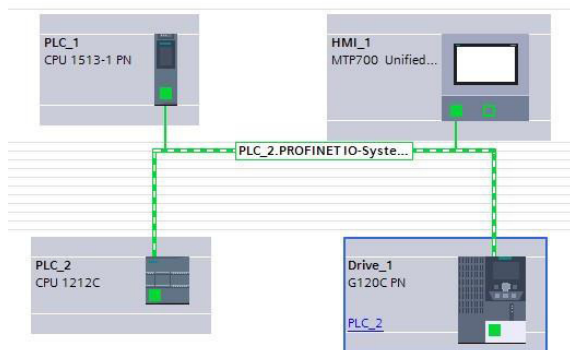 PLC_1
CPU 1513-1 PN
HMI_1
MTP700 Unified...
PLC_2.PROFINET IO-Syste...
PLC_2
CPU 1212C
Drive_1
G120C PN
PLC_2